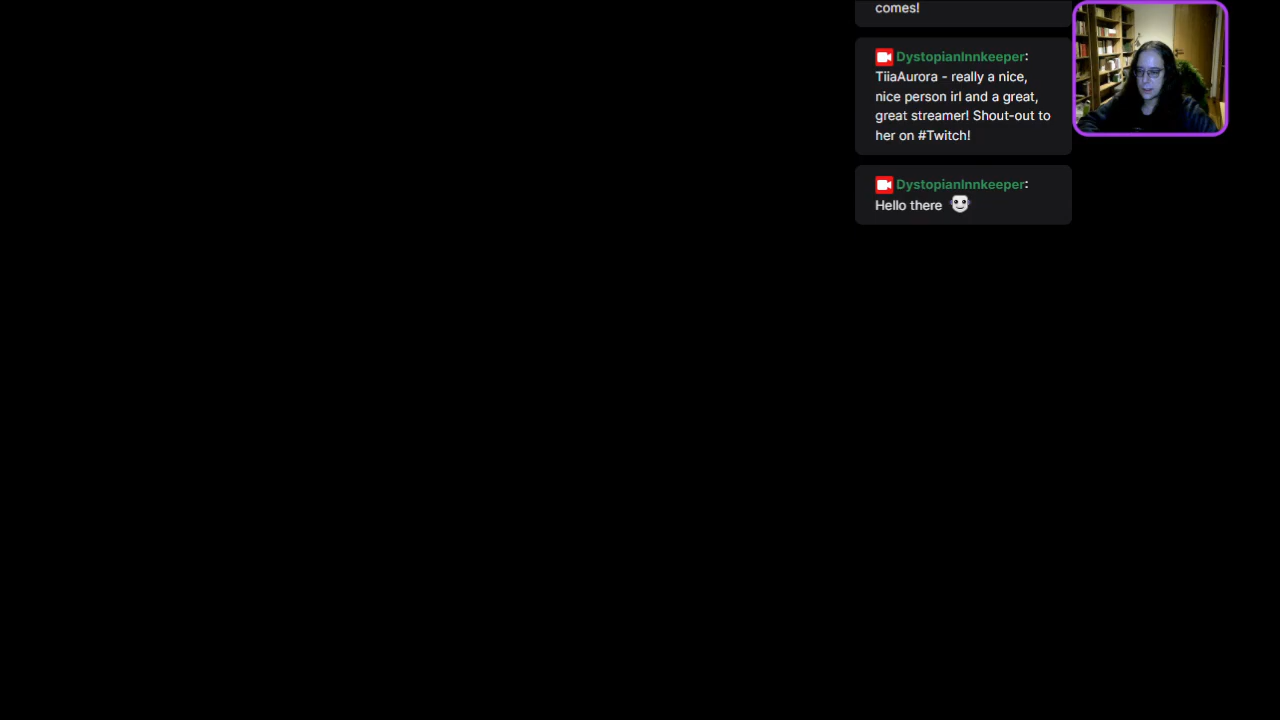 comes!
DystopianInnkeeper:
TiiaAurora - really a nice,
nice person irl and a great,
great streamer! Shout-out to
her on #Twitch!
DystopianInnkeeper:
Hello there